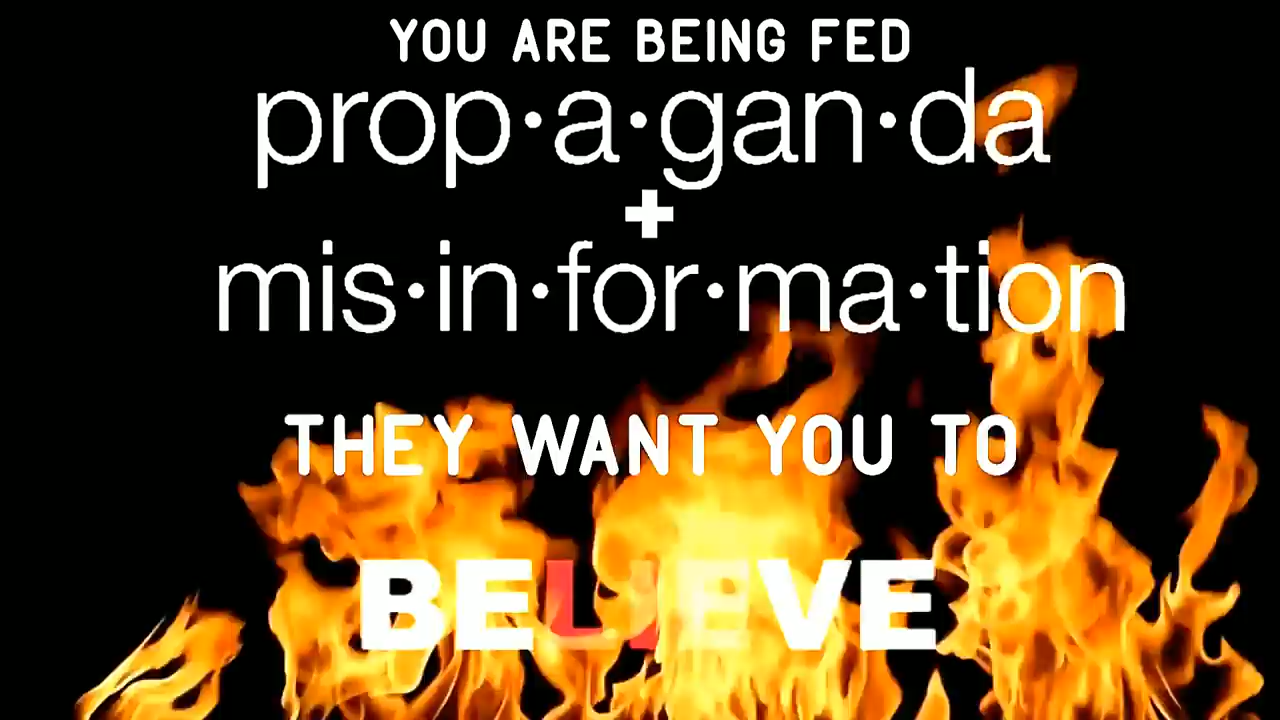 YOU ARE BEING FED
prop·a·gan·da
+
mis·in·for·ma·tion
THEY WANT YOU TO
BELIEVE